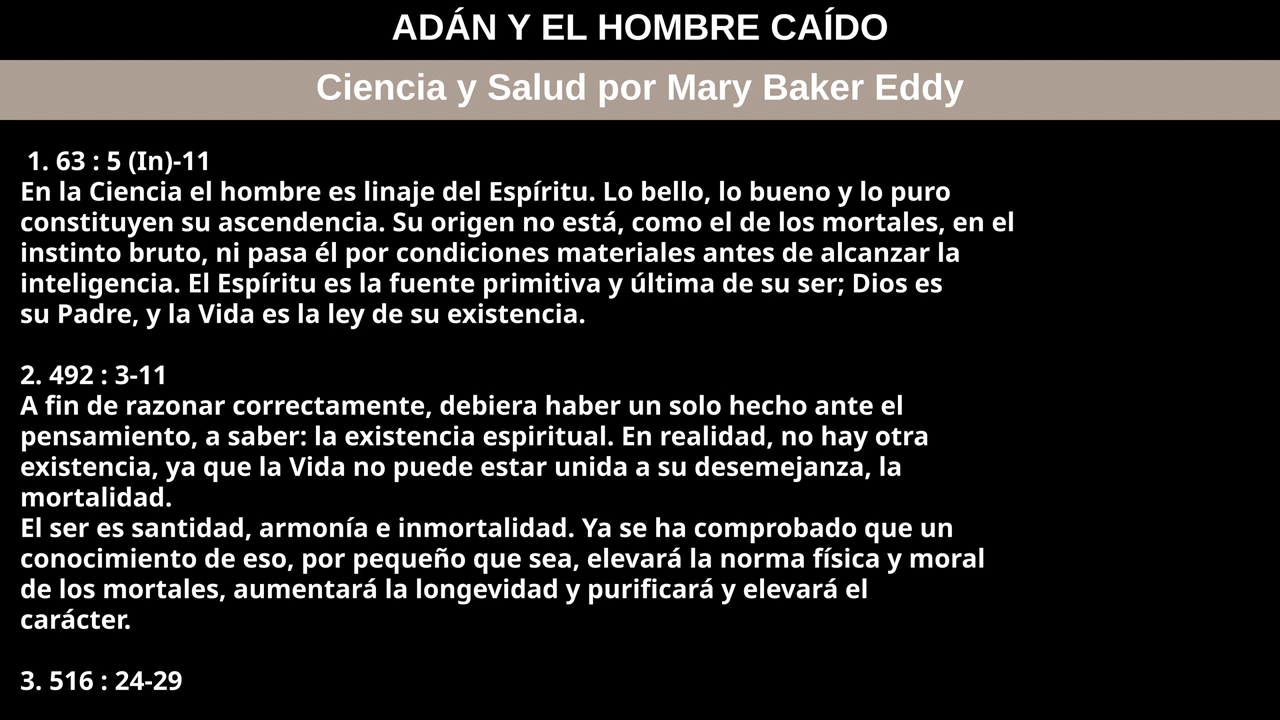 ADÁN Y EL HOMBRE CAÍDO
Ciencia y Salud por Mary Baker Eddy
1. 63 : 5 (In)-11
En la Ciencia el hombre es linaje del Espíritu. Lo bello, lo bueno y lo puro
constituyen su ascendencia. Su origen no está, como el de los mortales, en el
instinto bruto, ni pasa él por condiciones materiales antes de alcanzar la
inteligencia. El Espíritu es la fuente primitiva y última de su ser; Dios es
su Padre, y la Vida es la ley de su existencia.
2. 492 : 3-11
A fin de razonar correctamente, debiera haber un solo hecho ante el
pensamiento, a saber: la existencia espiritual. En realidad, no hay otra
existencia, ya que la Vida no puede estar unida a su desemejanza, la
mortalidad.
El ser es santidad, armonía e inmortalidad. Ya se ha comprobado que un
conocimiento de eso, por pequeño que sea, elevará la norma física y moral
de los mortales, aumentará la longevidad y purificará y elevará el
carácter.
3. 516 : 24-29